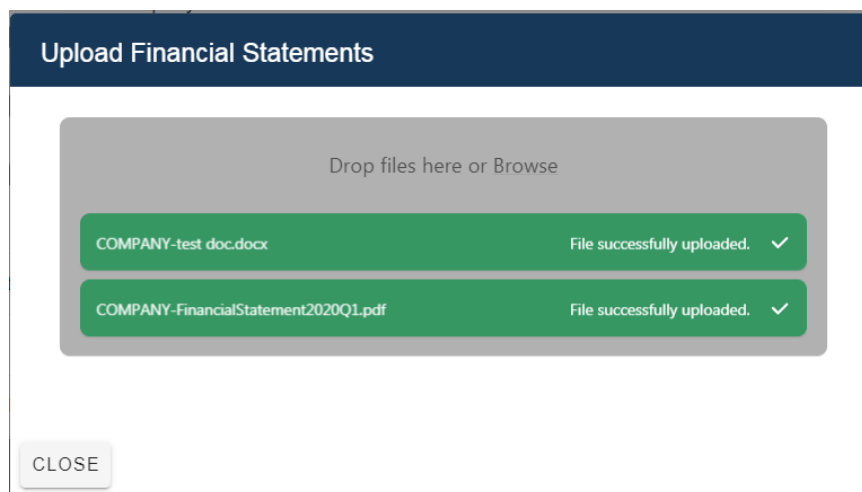 Upload Financial Statements
Drop files here or Browse
COMPANY-test doc.docx File successfully uploaded.
COMPANY-FinancialStatement2020Q1.pdf File successfully uploaded.
CLOSE